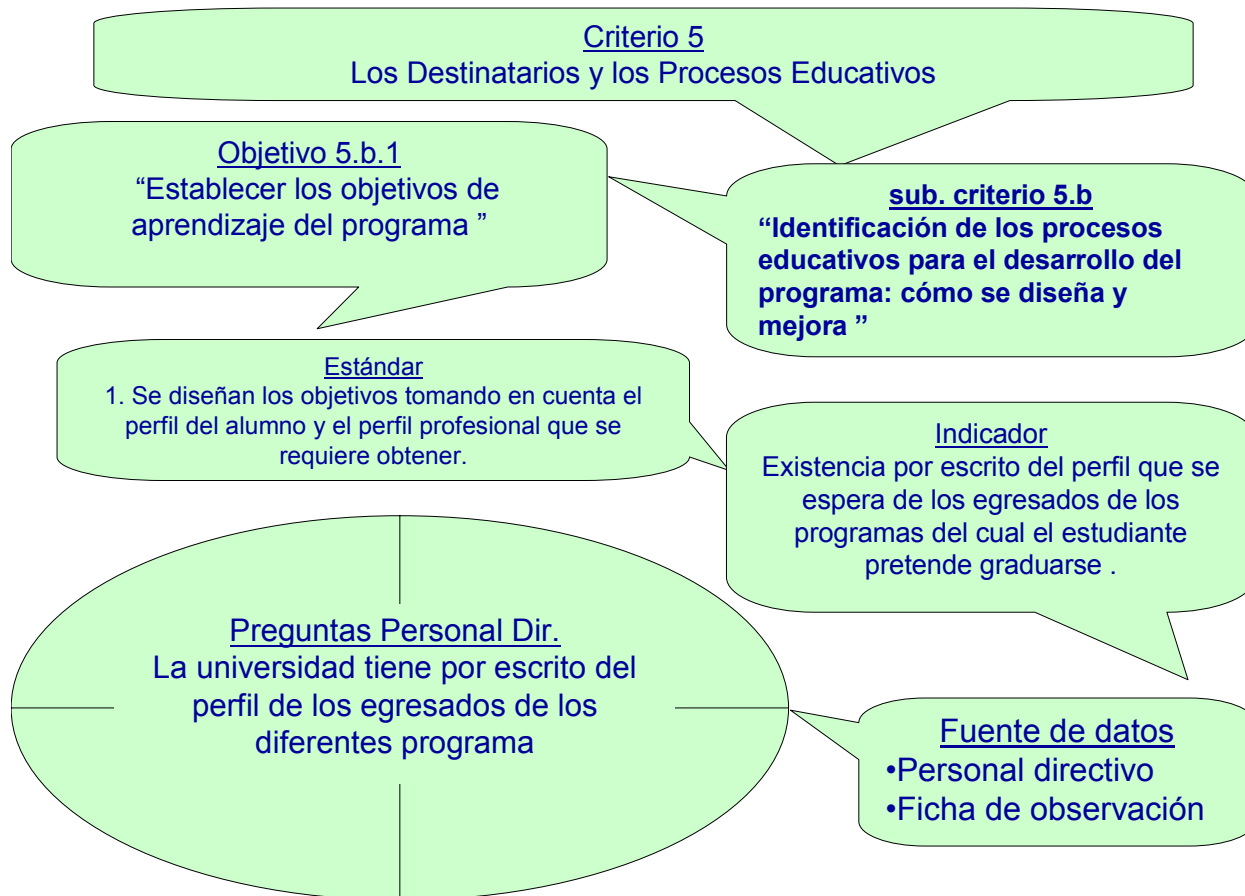 Criterio 5
Los Destinatarios y los Procesos Educativos
Objetivo 5.b.1
“Establecer los objetivos de
aprendizaje del programa ”
sub. criterio 5.b
“Identificación de los procesos
educativos para el desarrollo del
programa: cómo se diseña y
mejora ”
Estándar
1. Se diseñan los objetivos tomando en cuenta el
perfil del alumno y el perfil profesional que se
requiere obtener.
Indicador
Existencia por escrito del perfil que se
espera de los egresados de los
programas del cual el estudiante
pretende graduarse .
Preguntas Personal Dir.
La universidad tiene por escrito del
perfil de los egresados de los
diferentes programa
Fuente de datos
•Personal directivo
•Ficha de observación